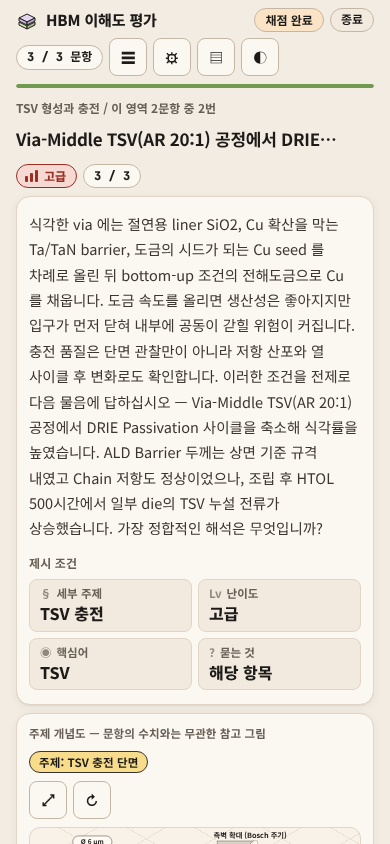 HBM 이해도 평가
채점 완료
종료
3 / 3 문항
TSV 형성과 충전 / 이 영역 2문항 중 2번
Via-Middle TSV(AR 20:1) 공정에서 DRIE…
고급
3 / 3
식각한 via 에는 절연용 liner SiO2, Cu 확산을 막는
Ta/TaN barrier, 도금의 시드가 되는 Cu seed 를
차례로 올린 뒤 bottom-up 조건의 전해도금으로 Cu
를 채웁니다. 도금 속도를 올리면 생산성은 좋아지지만
입구가 먼저 닫혀 내부에 공동이 갇힐 위험이 커집니다.
충전 품질은 단면 관찰만이 아니라 저항 산포와 열
사이클 후 변화로도 확인합니다. 이러한 조건을 전제로
다음 물음에 답하십시오 — Via-Middle TSV(AR 20:1)
공정에서 DRIE Passivation 사이클을 축소해 식각률을
높였습니다. ALD Barrier 두께는 상면 기준 규격
내였고 Chain 저항도 정상이었으나, 조립 후 HTOL
500시간에서 일부 die의 TSV 누설 전류가
상승했습니다. 가장 정합적인 해석은 무엇입니까?
제시 조건
§ 세부 주제
TSV 충전
Lv 난이도
고급
◉ 핵심어
TSV
? 묻는 것
해당 항목
주제 개념도 — 문항의 수치와는 무관한 참고 그림
주제: TSV 충전 단면
Ø 6 µm
측벽 확대 (Bosch 주기)